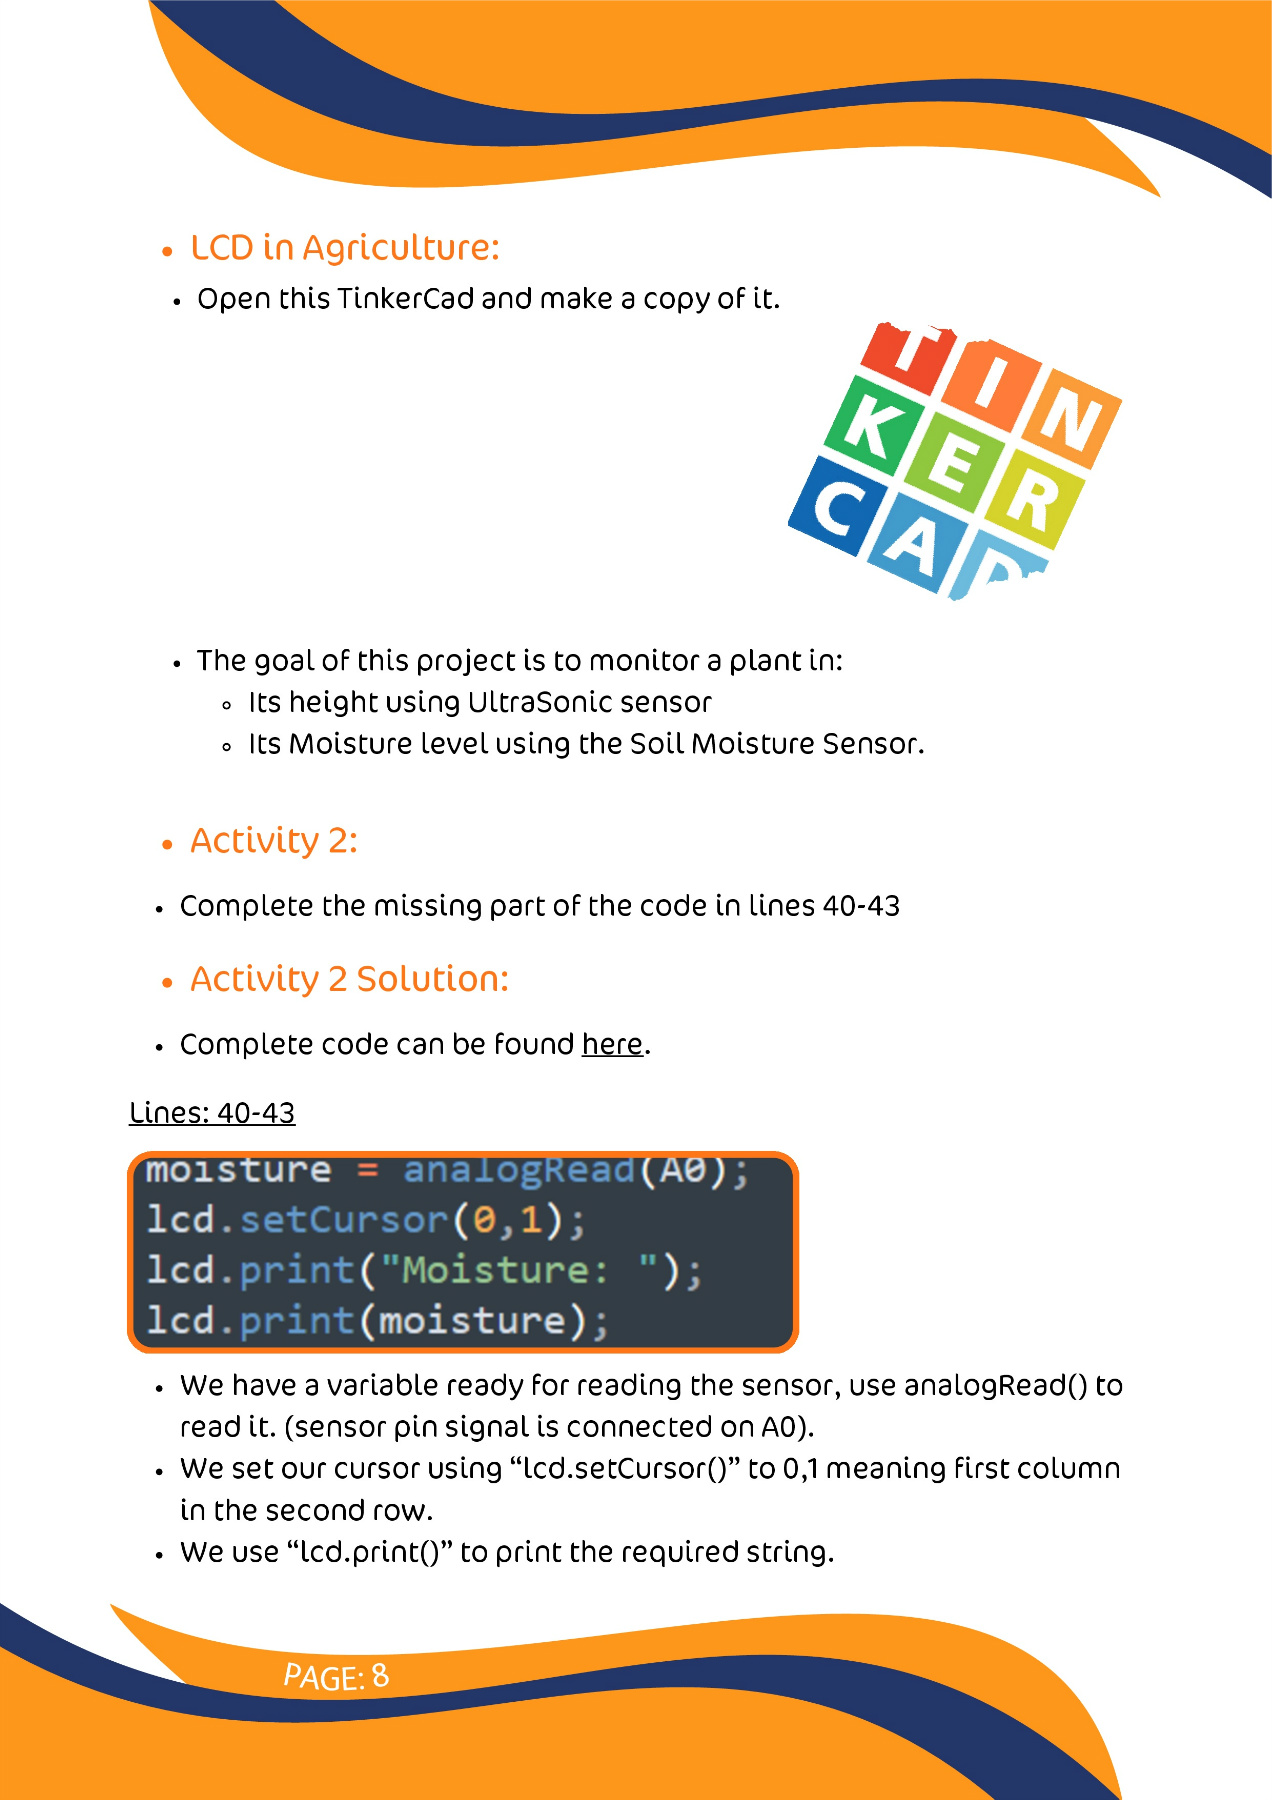 LCD in Agriculture:
Open this TinkerCad and make a copy of it.
TIN
KER
CAD
The goal of this project is to monitor a plant in:
Its height using UltraSonic sensor
Its Moisture level using the Soil Moisture Sensor.
Activity 2:
Complete the missing part of the code in lines 40-43
Activity 2 Solution:
Complete code can be found here.
Lines: 40-43
moisture = analogRead(A0);
lcd.setCursor(0,1);
lcd.print("Moisture: ");
lcd.print(moisture);
We have a variable ready for reading the sensor, use analogRead() to
read it. (sensor pin signal is connected on A0).
We set our cursor using “lcd.setCursor()” to 0,1 meaning first column
in the second row.
We use “lcd.print()” to print the required string.
PAGE: 8